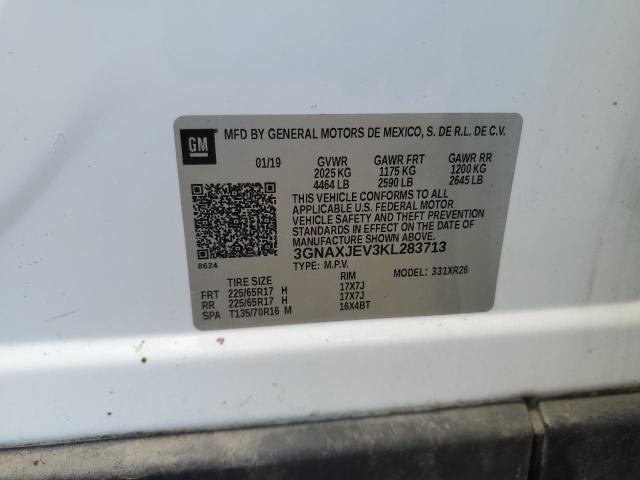 GM
MFD BY GENERAL MOTORS DE MEXICO, S. DE R.L. DE C.V.
01/19 GVWR GAWR FRT GAWR RR
2025 KG 1175 KG 1200 KG
4464 LB 2590 LB 2645 LB
THIS VEHICLE CONFORMS TO ALL
APPLICABLE U.S. FEDERAL MOTOR
VEHICLE SAFETY AND THEFT PREVENTION
STANDARDS IN EFFECT ON THE DATE OF
MANUFACTURE SHOWN ABOVE.
3GNAXJEV3KL283713
8624
TYPE: M.P.V. MODEL: 331XR26
TIRE SIZE RIM
FRT 225/65R17 H 17X7J
RR 225/65R17 H 17X7J
SPA T135/70R16 M 16X4BT